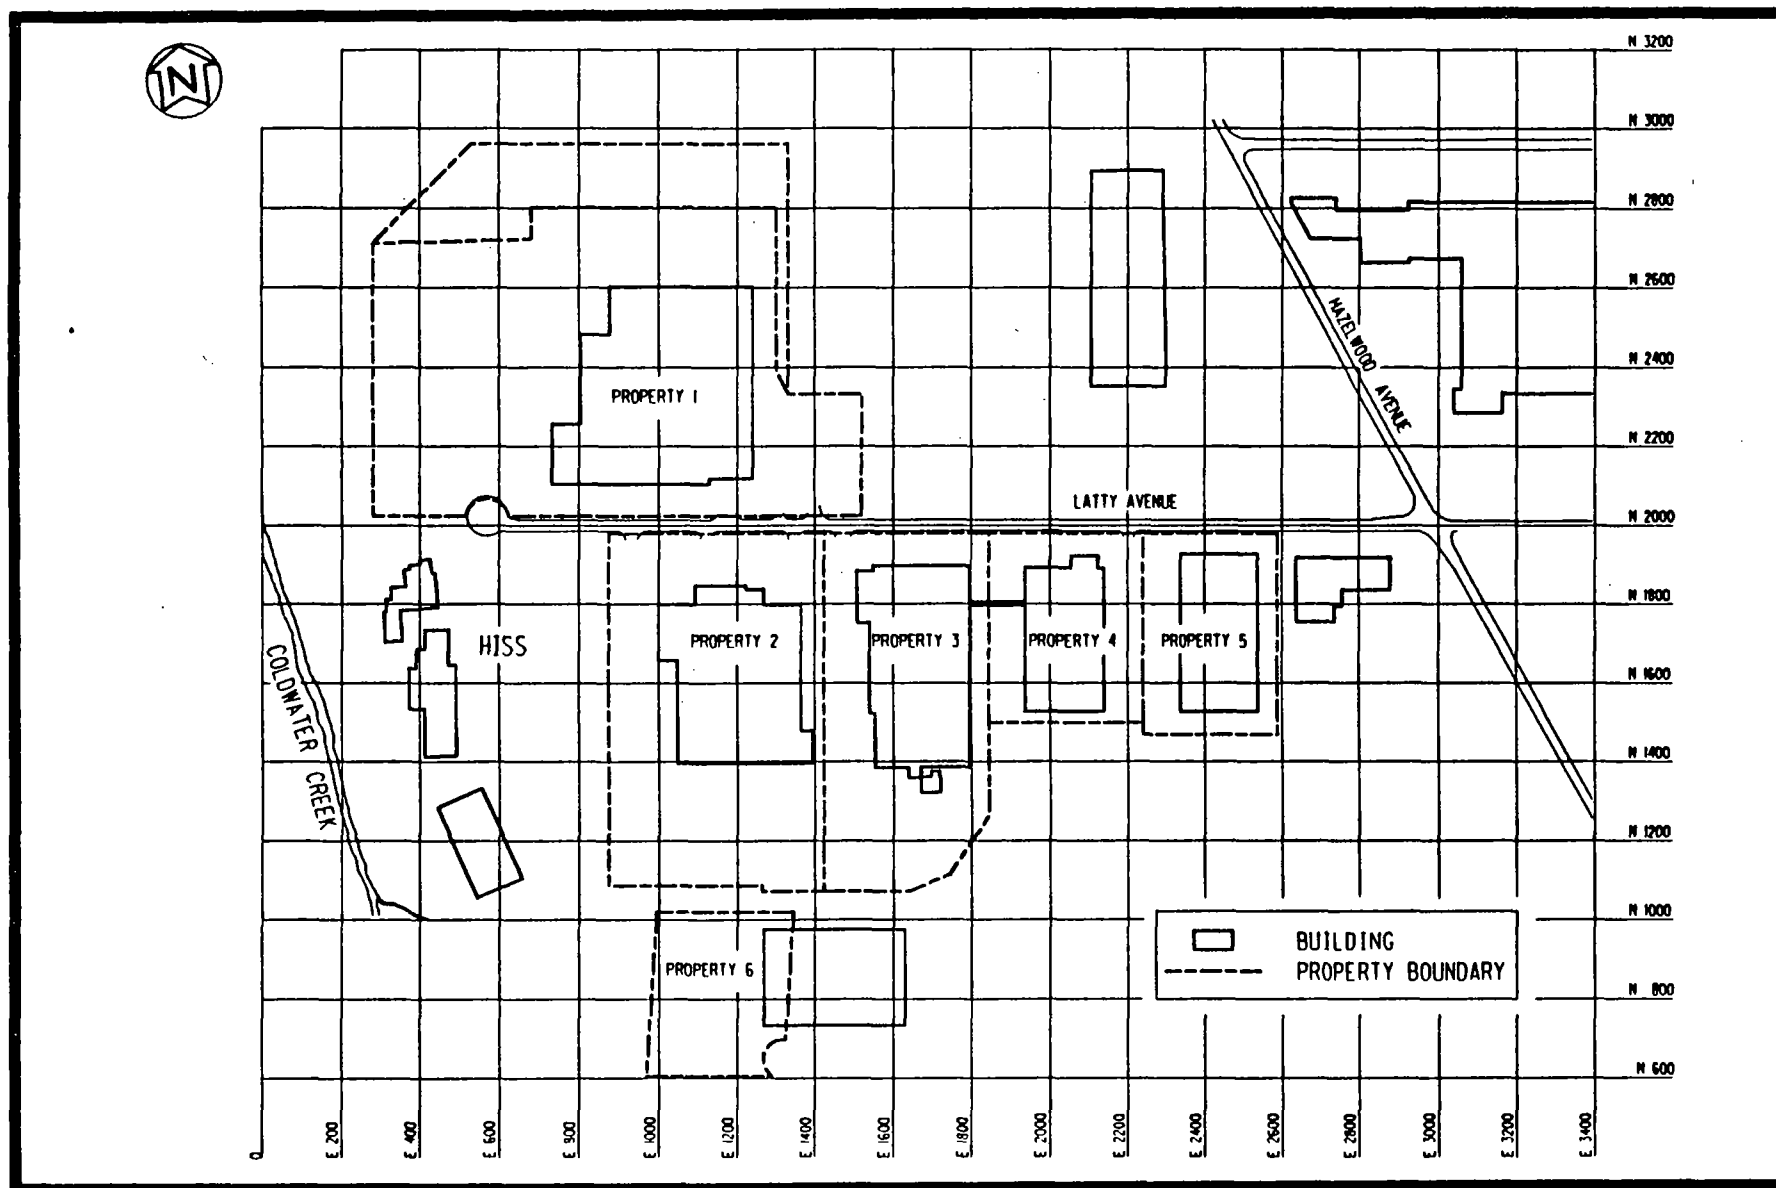 N
N 3200
N 3000
N 2800
N 2600
HAZELWOOD AVENUE
N 2400
PROPERTY 1
N 2200
LATTY AVENUE
N 2000
N 1800
HISS
PROPERTY 2
PROPERTY 3
PROPERTY 4
PROPERTY 5
N 1600
COLDWATER CREEK
N 1400
N 1200
N 1000
BUILDING
PROPERTY 6
PROPERTY BOUNDARY
N 800
N 600
0
E 200
E 400
E 600
E 800
E 1000
E 1200
E 1400
E 1600
E 1800
E 2000
E 2200
E 2400
E 2600
E 2800
E 3000
E 3200
E 3400